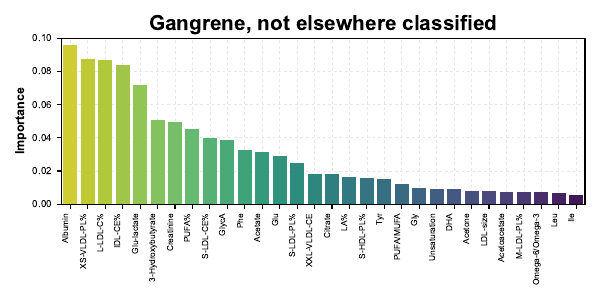 Gangrene, not elsewhere classified
Importance
0.10
0.08
0.06
0.04
0.02
0.00
Albumin
XS-VLDL-PL%
L-LDL-C%
IDL-CE%
Glu-lactate
3-Hydroxybutyrate
Creatinine
PUFA%
S-LDL-CE%
GlycA
Phe
Acetate
Glu
S-LDL-PL%
XXL-VLDL-CE
Citrate
LA%
S-HDL-PL%
Tyr
PUFA/MUFA
Gly
Unsaturation
DHA
Acetone
LDL-size
Acetoacetate
M-LDL-PL%
Omega-6/Omega-3
Leu
Ile